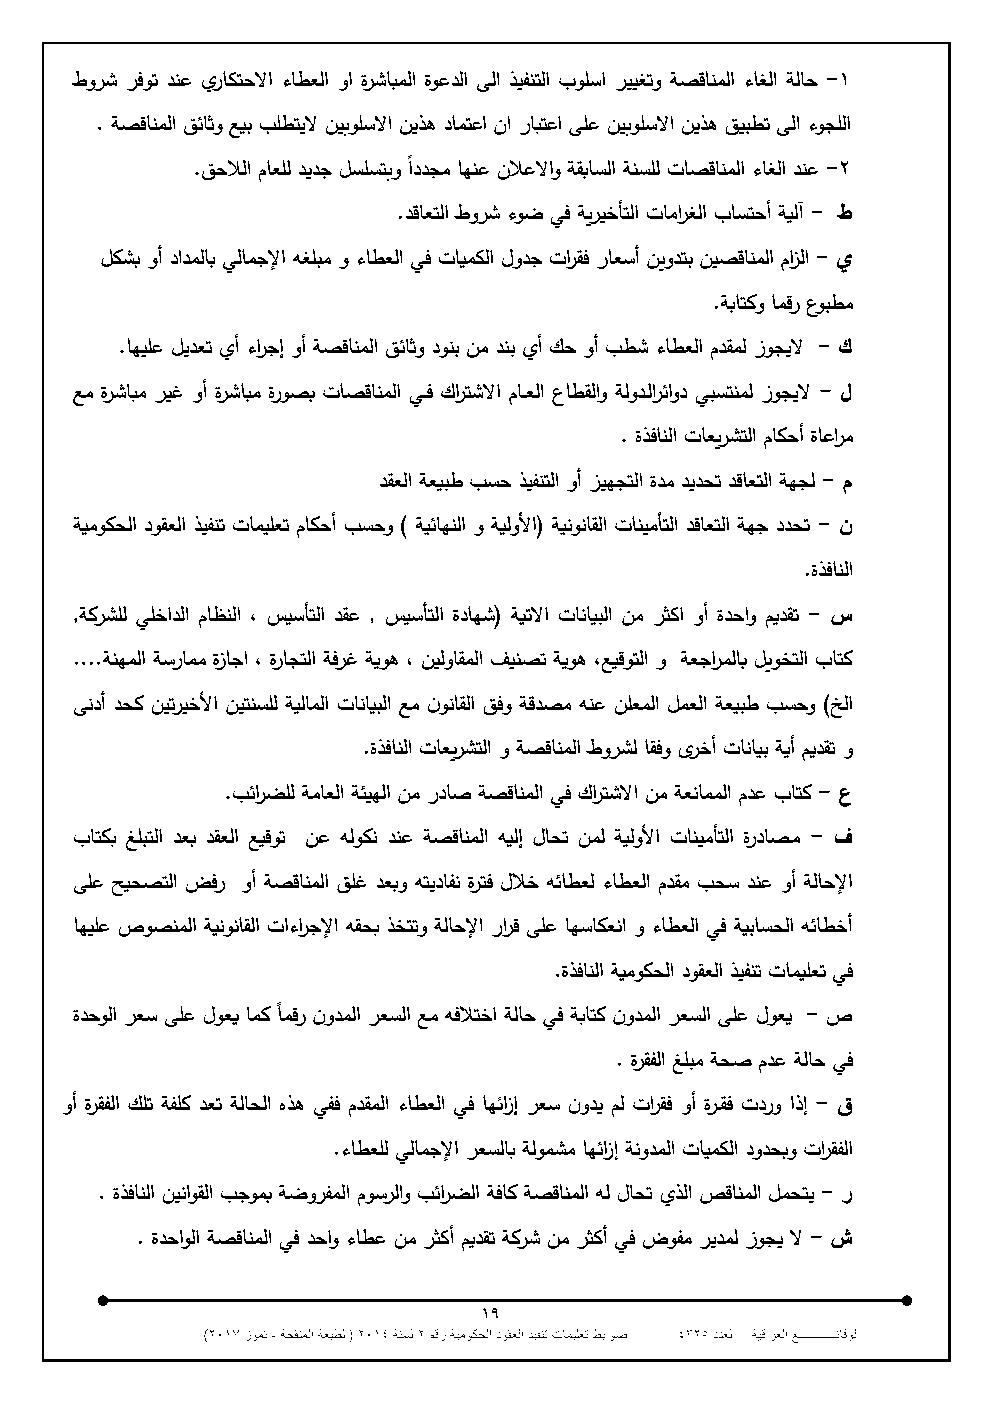 ١- حالة الغاء المناقصة وتغيير اسلوب التنفيذ الى الدعوة المباشرة او العطاء الاحتكاري عند توفر شروط
اللجوء الى تطبيق هذين الاسلوبين على اعتبار ان اعتماد هذين الاسلوبين لايتطلب بيع وثائق المناقصة .
٢- عند الغاء المناقصات للسنة السابقة والاعلان عنها مجدداً وبتسلسل جديد للعام اللاحق.
ط - آلية أحتساب الغرامات التأخيرية في ضوء شروط التعاقد.
ي - الزام المناقصين بتدوين أسعار فقرات جدول الكميات في العطاء و مبلغه الإجمالي بالمداد أو بشكل
مطبوع رقما وكتابة.
ك - لايجوز لمقدم العطاء شطب أو حك أي بند من بنود وثائق المناقصة أو إجراء أي تعديل عليها.
ل - لايجوز لمنتسبي دوائرالدولة والقطاع العام الاشتراك في المناقصات بصورة مباشرة أو غير مباشرة مع
مراعاة أحكام التشريعات النافذة .
م - لجهة التعاقد تحديد مدة التجهيز أو التنفيذ حسب طبيعة العقد
ن - تحدد جهة التعاقد التأمينات القانونية (الأولية و النهائية ) وحسب أحكام تعليمات تنفيذ العقود الحكومية
النافذة.
س - تقديم واحدة أو اكثر من البيانات الاتية (شهادة التأسيس , عقد التأسيس ، النظام الداخلي للشركة,
كتاب التخويل بالمراجعة و التوقيع، هوية تصنيف المقاولين ، هوية غرفة التجارة ، اجازة ممارسة المهنة....
الخ) وحسب طبيعة العمل المعلن عنه مصدقة وفق القانون مع البيانات المالية للسنتين الأخيرتين كحد أدنى
و تقديم أية بيانات أخرى وفقا لشروط المناقصة و التشريعات النافذة.
ع - كتاب عدم الممانعة من الاشتراك في المناقصة صادر من الهيئة العامة للضرائب.
ف - مصادرة التأمينات الأولية لمن تحال إليه المناقصة عند نكوله عن توقيع العقد بعد التبلغ بكتاب
الإحالة أو عند سحب مقدم العطاء لعطائه خلال فترة نفاديته وبعد غلق المناقصة أو رفض التصحيح على
أخطائه الحسابية في العطاء و انعكاسها على قرار الإحالة وتتخذ بحقه الإجراءات القانونية المنصوص عليها
في تعليمات تنفيذ العقود الحكومية النافذة.
ص - يعول على السعر المدون كتابة في حالة اختلافه مع السعر المدون رقماً كما يعول على سعر الوحدة
في حالة عدم صحة مبلغ الفقرة .
ق - إذا وردت فقرة أو فقرات لم يدون سعر إزائها في العطاء المقدم ففي هذه الحالة تعد كلفة تلك الفقرة أو
الفقرات وبحدود الكميات المدونة إزائها مشمولة بالسعر الإجمالي للعطاء.
ر - يتحمل المناقص الذي تحال له المناقصة كافة الضرائب والرسوم المفروضة بموجب القوانين النافذة .
ش - لا يجوز لمدير مفوض في أكثر من شركة تقديم أكثر من عطاء واحد في المناقصة الواحدة .
١٩
الوقائـــــع العراقية العدد ٤٣٢٥ ضوابط تعليمات تنفيذ العقود الحكومية رقم ٢ لسنة ٢٠١٤ ( الطبعة المنقحة - تموز ٢٠١٧)